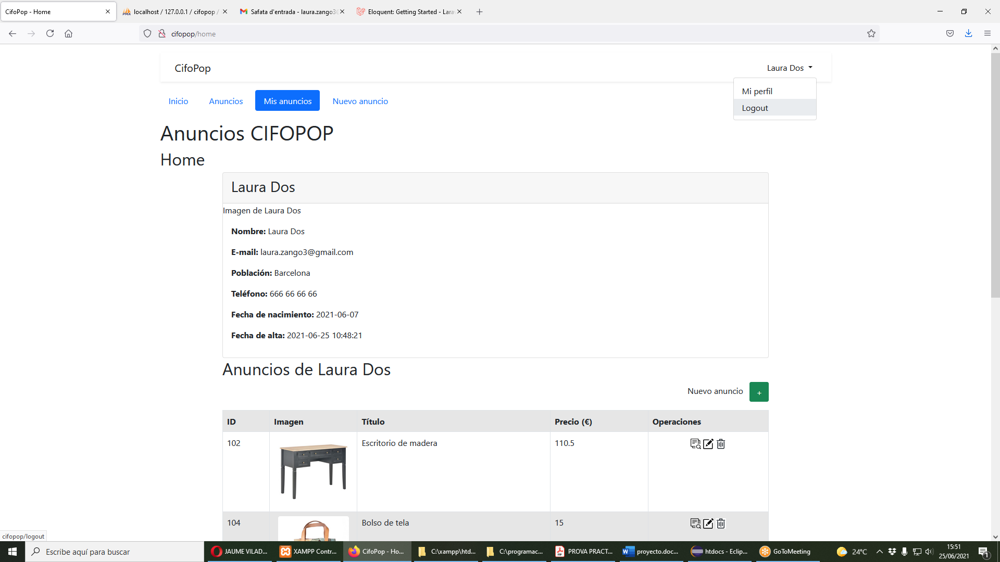 CifoPop - Home
localhost / 127.0.0.1 / cifopop /
Safata d'entrada - laura.zango3
Eloquent: Getting Started - Lara
cifopop/home
CifoPop
Laura Dos
Mi perfil
Logout
Inicio
Anuncios
Mis anuncios
Nuevo anuncio
Anuncios CIFOPOP
Home
Laura Dos
Imagen de Laura Dos
Nombre: Laura Dos
E-mail: laura.zango3@gmail.com
Población: Barcelona
Teléfono: 666 66 66 66
Fecha de nacimiento: 2021-06-07
Fecha de alta: 2021-06-25 10:48:21
Anuncios de Laura Dos
Nuevo anuncio +
ID Imagen Título Precio (€) Operaciones
102 Escritorio de madera 110.5
104 Bolso de tela 15
cifopop/logout
Escribe aquí para buscar
JAUME VILAD...
XAMPP Contr...
CifoPop - Ho...
C:\xampp\htd...
C:\programac...
PROVA PRACT...
proyecto.doc...
htdocs - Eclip...
GoToMeeting
24°C
15:51
25/06/2021
1